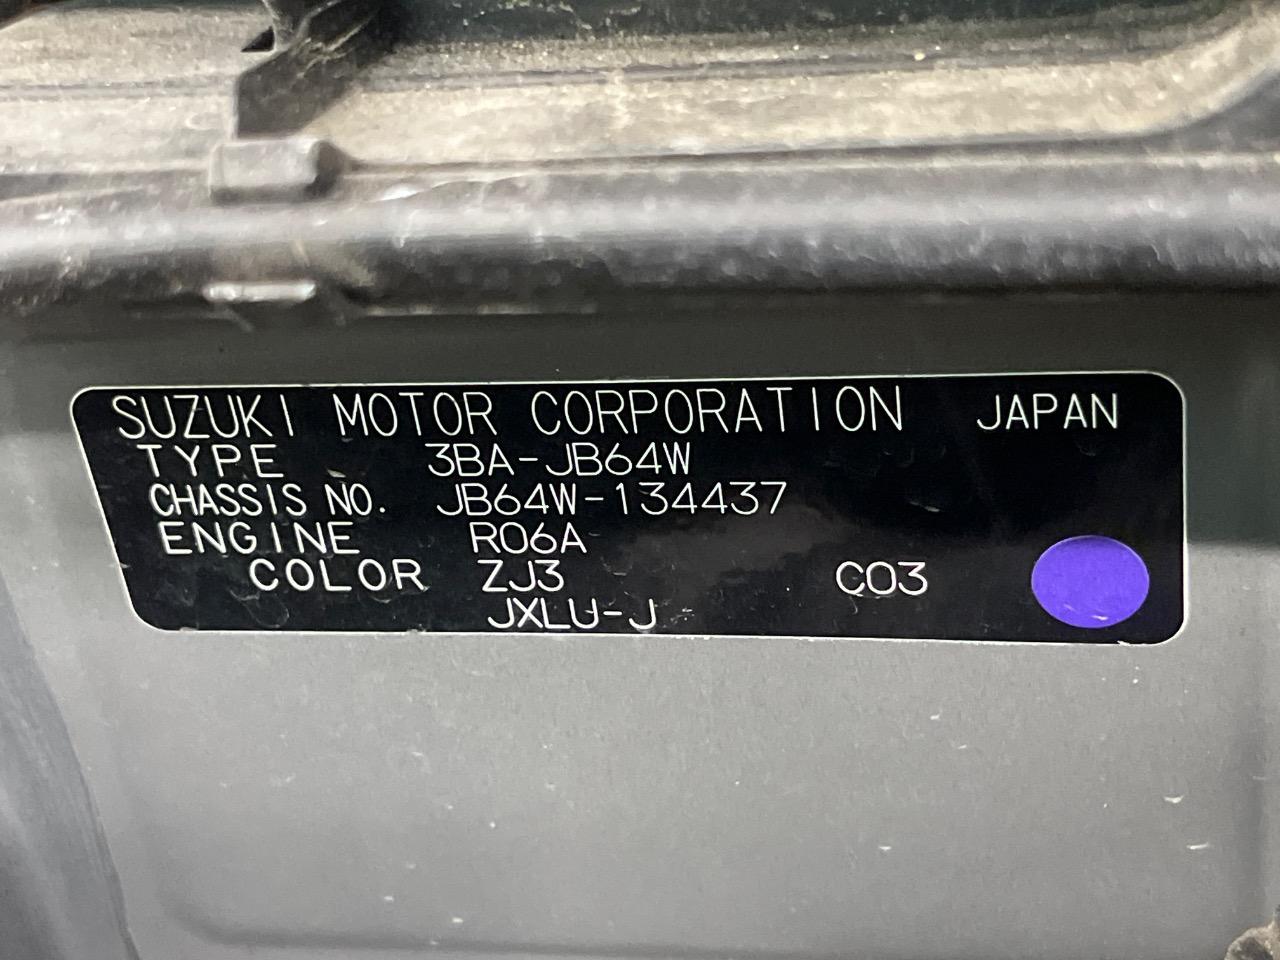 SUZUKI MOTOR CORPORATION JAPAN
TYPE 3BA-JB64W
CHASSIS NO. JB64W-134437
ENGINE R06A
COLOR ZJ3 C03
JXLU-J